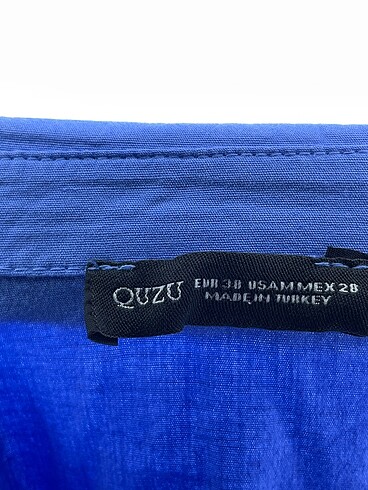 QUZU
EUR 38 USA M MEX 28
MADE IN TURKEY